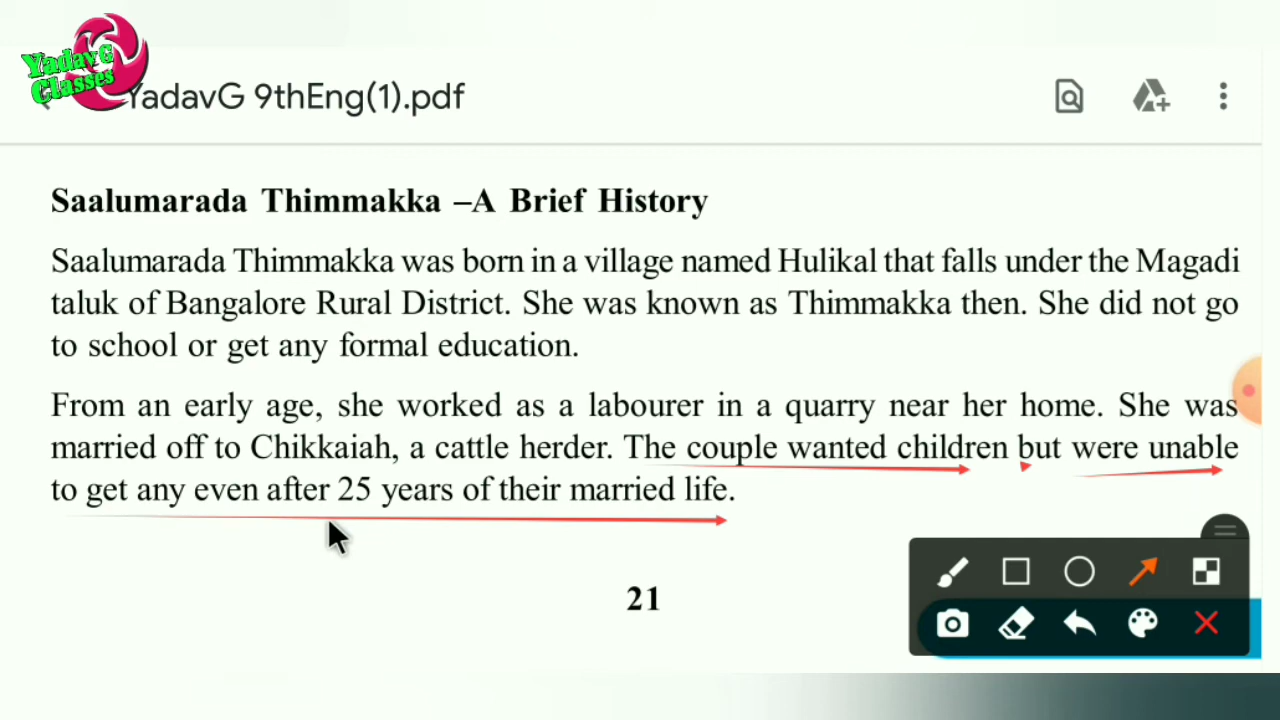 YadavG
Classes
YadavG 9thEng(1).pdf
Saalumarada Thimmakka –A Brief History
Saalumarada Thimmakka was born in a village named Hulikal that falls under the Magadi
taluk of Bangalore Rural District. She was known as Thimmakka then. She did not go
to school or get any formal education.
From an early age, she worked as a labourer in a quarry near her home. She was
married off to Chikkaiah, a cattle herder. The couple wanted children but were unable
to get any even after 25 years of their married life.
21